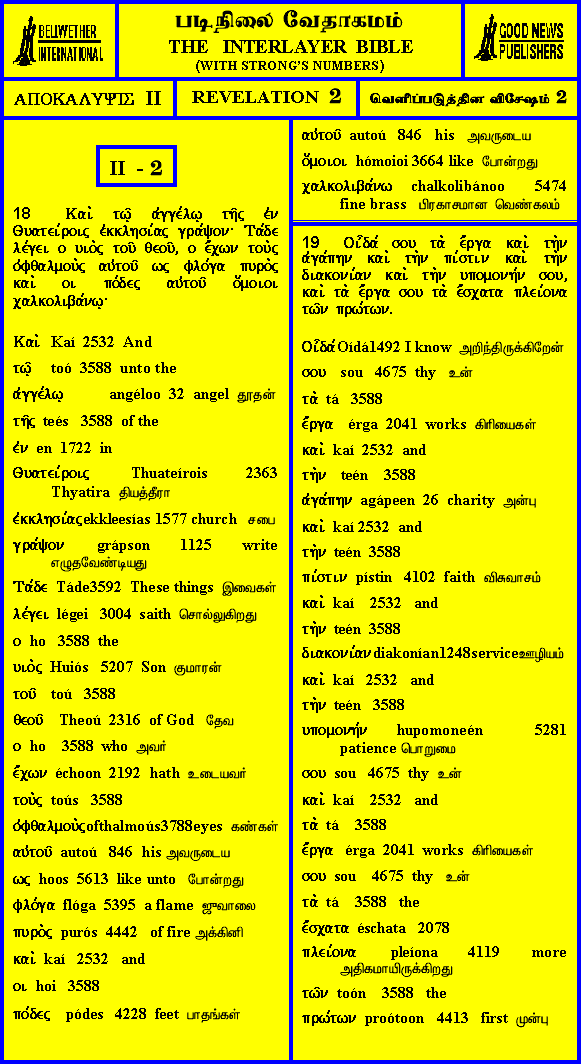 BELLWETHER
INTERNATIONAL
படிநிலை வேதாகமம்
THE INTERLAYER BIBLE
(WITH STRONG'S NUMBERS)
GOOD NEWS
PUBLISHERS
ΑΠΟΚΑΛΥΨΙΣ II
REVELATION 2
வெளிப்படுத்தின விசேஷம் 2
II - 2
18 Καὶ τῷ ἀγγέλῳ τῆς ἐν
Θυατείροις ἐκκλησίας γράψον· Τάδε
λέγει ο υιὸς τοῦ θεοῦ, ο ἔχων τοὺς
ὀφθαλμοὺς αὐτοῦ ως φλόγα πυρὸς
καὶ οι πόδες αὐτοῦ ὅμοιοι
χαλκολιβάνῳ·
Καὶ Kaí 2532 And
τῷ toó 3588 unto the
ἀγγέλῳ angéloo 32 angel தூதன்
τῆς teés 3588 of the
ἐν en 1722 in
Θυατείροις Thuateírois 2363
Thyatira தியத்தீரா
ἐκκλησίας ekkleesías 1577 church சபை
γράψον grápson 1125 write
எழுதவேண்டியது
Τάδε Táde3592 These things இவைகள்
λέγει légei 3004 saith சொல்லுகிறது
ο ho 3588 the
υιὸς Huiós 5207 Son குமாரன்
τοῦ toú 3588
θεοῦ Theoú 2316 of God தேவ
ο ho 3588 who அவர்
ἔχων échoon 2192 hath உடையவர்
τοὺς toús 3588
ὀφθαλμοὺς ofthalmoús3788eyes கண்கள்
αὐτοῦ autoú 846 his அவருடைய
ως hoos 5613 like unto போன்றது
φλόγα flóga 5395 a flame ஜுவாலை
πυρὸς purós 4442 of fire அக்கினி
καὶ kaí 2532 and
οι hoi 3588
πόδες pódes 4228 feet பாதங்கள்
αὐτοῦ autoú 846 his அவருடைய
ὅμοιοι hómoioi 3664 like போன்றது
χαλκολιβάνω chalkolibánoo 5474
fine brass பிரகாசமான வெண்கலம்
19 Οἶδά σου τὰ ἔργα καὶ τὴν
ἀγάπην καὶ τὴν πίστιν καὶ τὴν
διακονίαν καὶ τὴν υπομονήν σου,
καὶ τὰ ἔργα σου τὰ ἔσχατα πλείονα
τῶν πρώτων.
Οἶδά Oídá1492 I know அறிந்திருக்கிறேன்
σου sou 4675 thy உன்
τὰ tá 3588
ἔργα érga 2041 works கிரியைகள்
καὶ kaí 2532 and
τὴν teén 3588
ἀγάπην agápeen 26 charity அன்பு
καὶ kaí 2532 and
τὴν teén 3588
πίστιν pístin 4102 faith விசுவாசம்
καὶ kaí 2532 and
τὴν teén 3588
διακονίαν diakonían1248serviceஊழியம்
καὶ kaí 2532 and
τὴν teén 3588
υπομονήν hupomoneén 5281
patience பொறுமை
σου sou 4675 thy உன்
καὶ kaí 2532 and
τὰ tá 3588
ἔργα érga 2041 works கிரியைகள்
σου sou 4675 thy உன்
τὰ tá 3588 the
ἔσχατα éschata 2078
πλείονα pleíona 4119 more
அதிகமாயிருக்கிறது
τῶν toón 3588 the
πρώτων proótoon 4413 first முன்பு